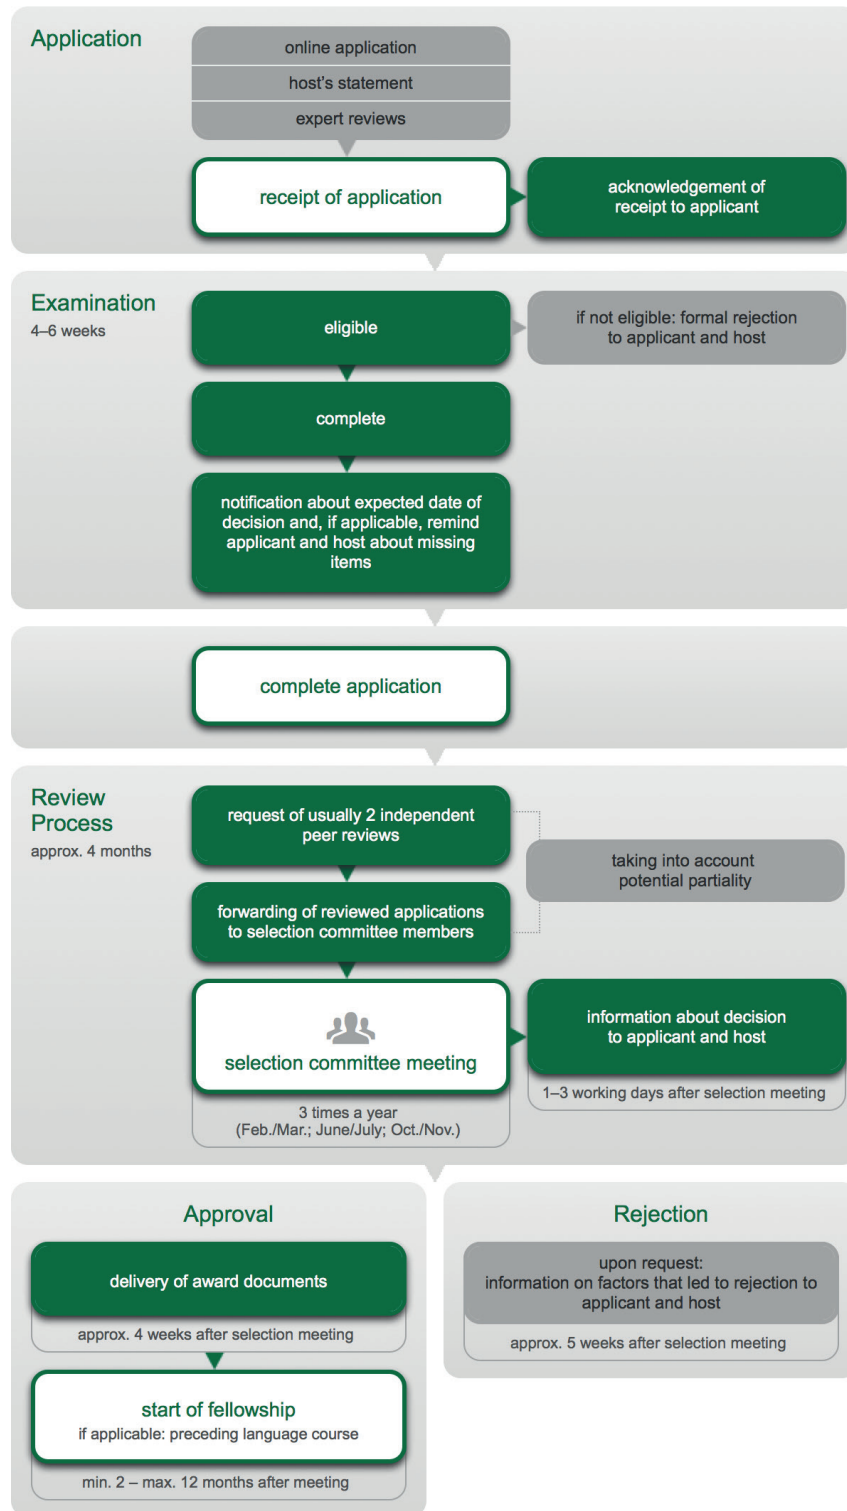 Application
online application
host's statement
expert reviews
receipt of application
acknowledgement of
receipt to applicant
Examination
4–6 weeks
eligible
if not eligible: formal rejection
to applicant and host
complete
notification about expected date of
decision and, if applicable, remind
applicant and host about missing
items
complete application
Review
Process
approx. 4 months
request of usually 2 independent
peer reviews
taking into account
potential partiality
forwarding of reviewed applications
to selection committee members
selection committee meeting
3 times a year
(Feb./Mar.; June/July; Oct./Nov.)
information about decision
to applicant and host
1–3 working days after selection meeting
Approval
delivery of award documents
approx. 4 weeks after selection meeting
start of fellowship
if applicable: preceding language course
min. 2 – max. 12 months after meeting
Rejection
upon request:
information on factors that led to rejection to
applicant and host
approx. 5 weeks after selection meeting